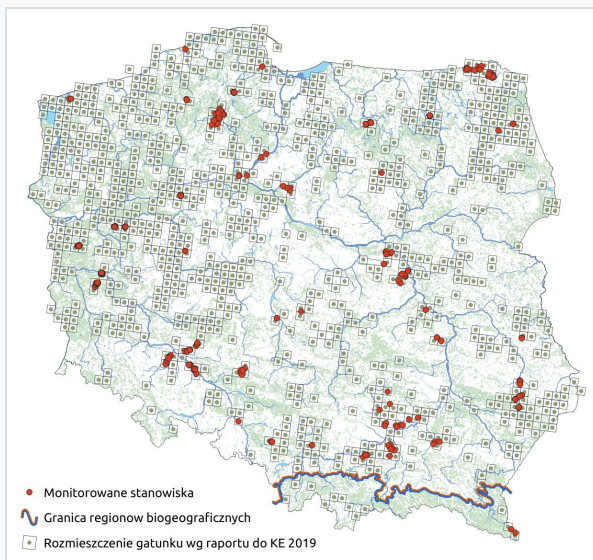 Monitorowane stanowiska
Granica regionow biogeograficznych
Rozmieszczenie gatunku wg raportu do KE 2019